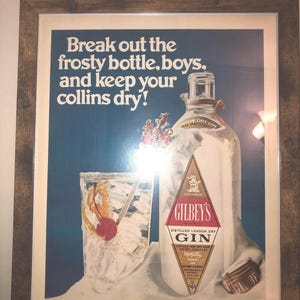 Break out the
frosty bottle, boys,
and keep your
collins dry!
GILBEY'S
DISTILLED LONDON DRY
GIN